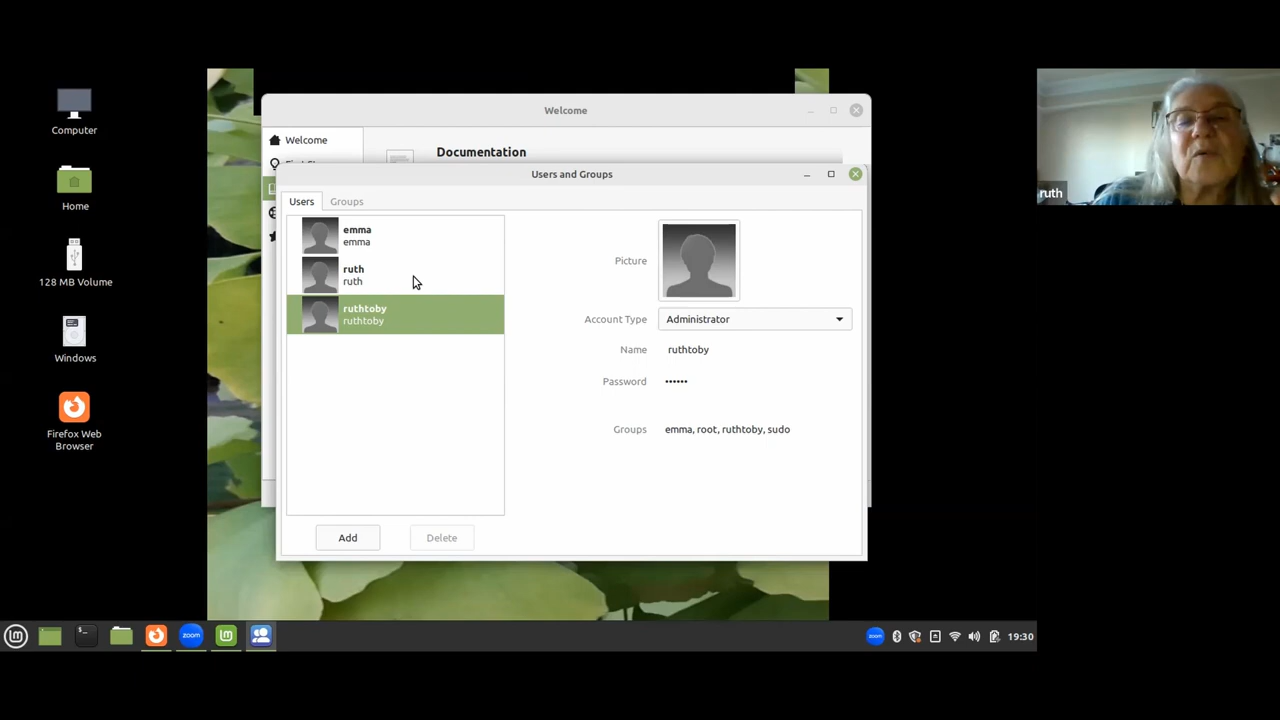 Computer
Home
128 MB Volume
Windows
Firefox Web
Browser
Welcome
Welcome
Documentation
Users and Groups
Users
Groups
emma
emma
ruth
ruth
ruthtoby
ruthtoby
Picture
Account Type
Administrator
Name
ruthtoby
Password
••••••
Groups
emma, root, ruthtoby, sudo
Add
Delete
ruth
zoom
zoom
19:30